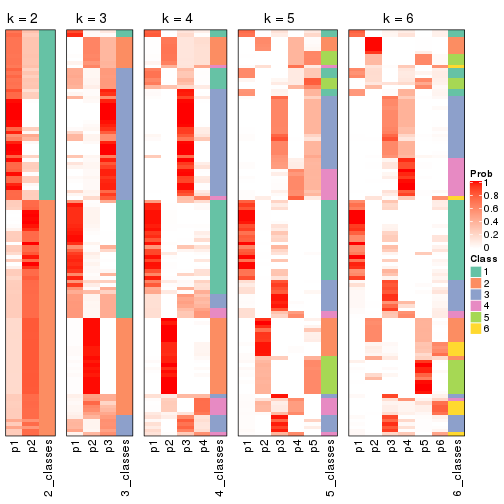 k = 2
k = 3
k = 4
k = 5
k = 6
Prob
1
0.8
0.6
0.4
0.2
0
Class
1
2
3
4
5
6
p1
p2
2_classes
p1
p2
p3
3_classes
p1
p2
p3
p4
4_classes
p1
p2
p3
p4
p5
5_classes
p1
p2
p3
p4
p5
p6
6_classes